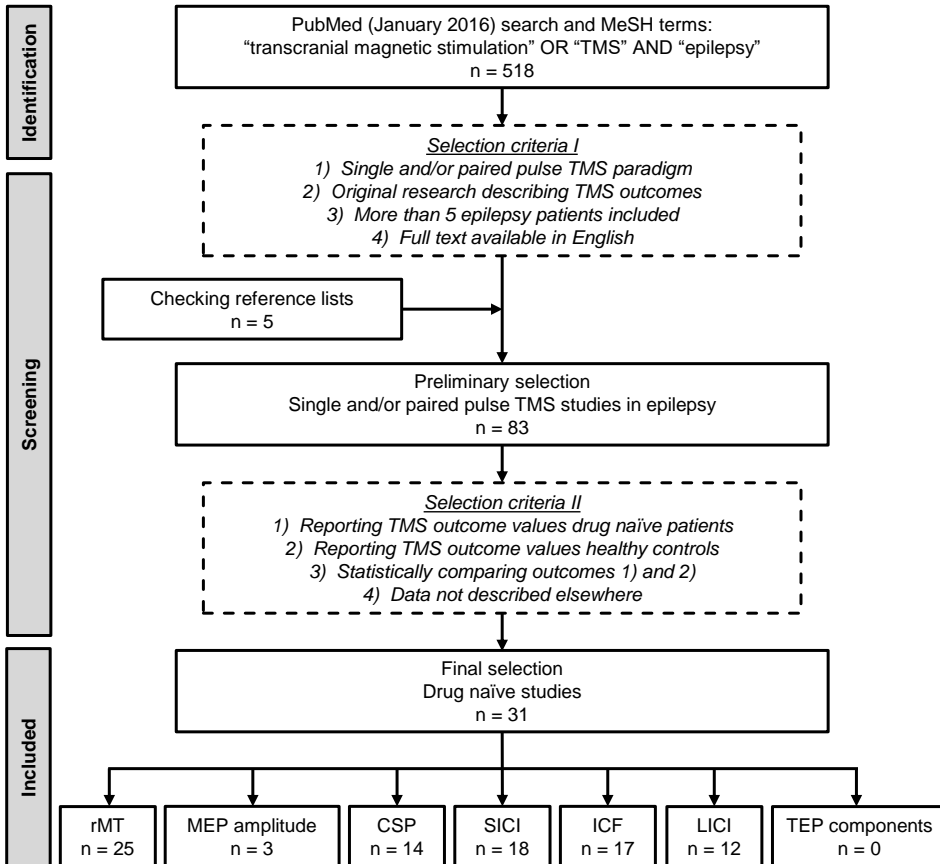 Identification
PubMed (January 2016) search and MeSH terms:
“transcranial magnetic stimulation” OR “TMS” AND “epilepsy”
n = 518
Selection criteria I
1) Single and/or paired pulse TMS paradigm
2) Original research describing TMS outcomes
3) More than 5 epilepsy patients included
4) Full text available in English
Screening
Checking reference lists
n = 5
Preliminary selection
Single and/or paired pulse TMS studies in epilepsy
n = 83
Selection criteria II
1) Reporting TMS outcome values drug naïve patients
2) Reporting TMS outcome values healthy controls
3) Statistically comparing outcomes 1) and 2)
4) Data not described elsewhere
Included
Final selection
Drug naïve studies
n = 31
rMT
n = 25
MEP amplitude
n = 3
CSP
n = 14
SICI
n = 18
ICF
n = 17
LICI
n = 12
TEP components
n = 0